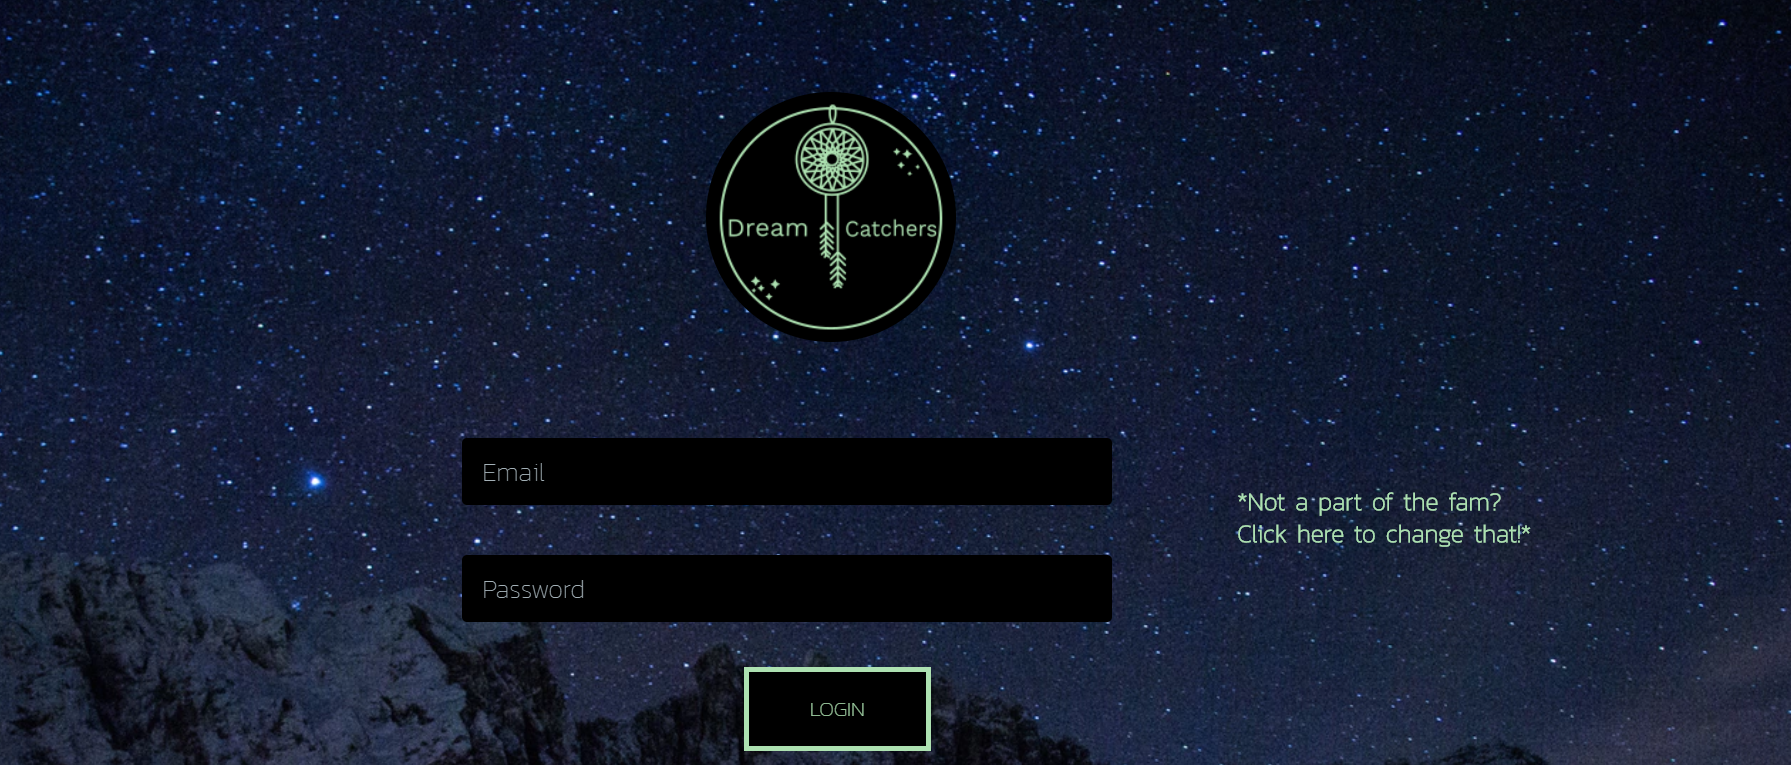 Dream Catchers
Email
*Not a part of the fam?
Click here to change that!*
Password
LOGIN